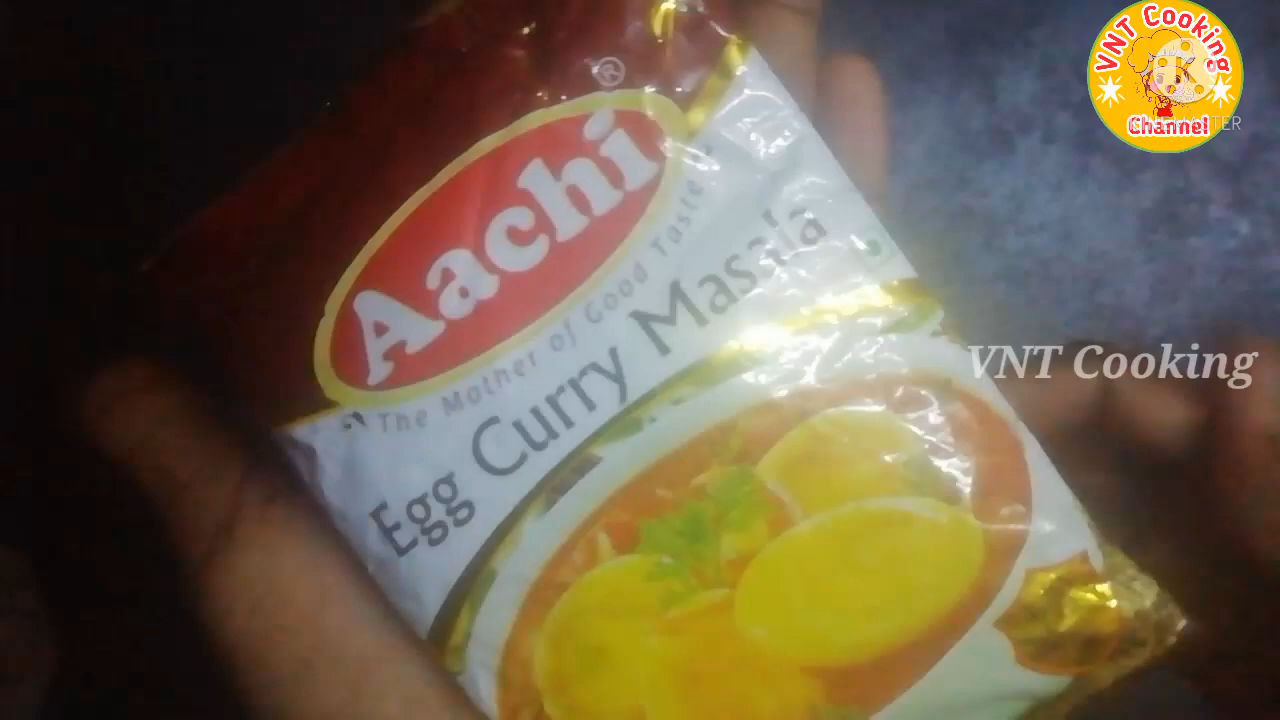 VNT Cooking
Channel
Aachi
®
The Mother of Good Taste
Egg Curry Masala
VNT Cooking